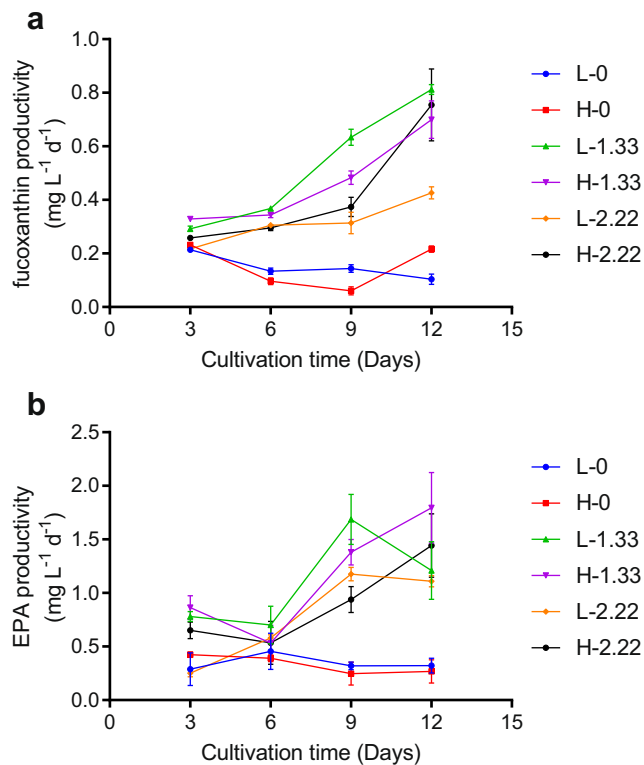 a
fucoxanthin productivity
(mg L⁻¹ d⁻¹)
1.0
0.8
0.6
0.4
0.2
0.0
0
3
6
9
12
15
Cultivation time (Days)
L-0
H-0
L-1.33
H-1.33
L-2.22
H-2.22
b
EPA productivity
(mg L⁻¹ d⁻¹)
2.5
2.0
1.5
1.0
0.5
0.0
0
3
6
9
12
15
Cultivation time (Days)
L-0
H-0
L-1.33
H-1.33
L-2.22
H-2.22